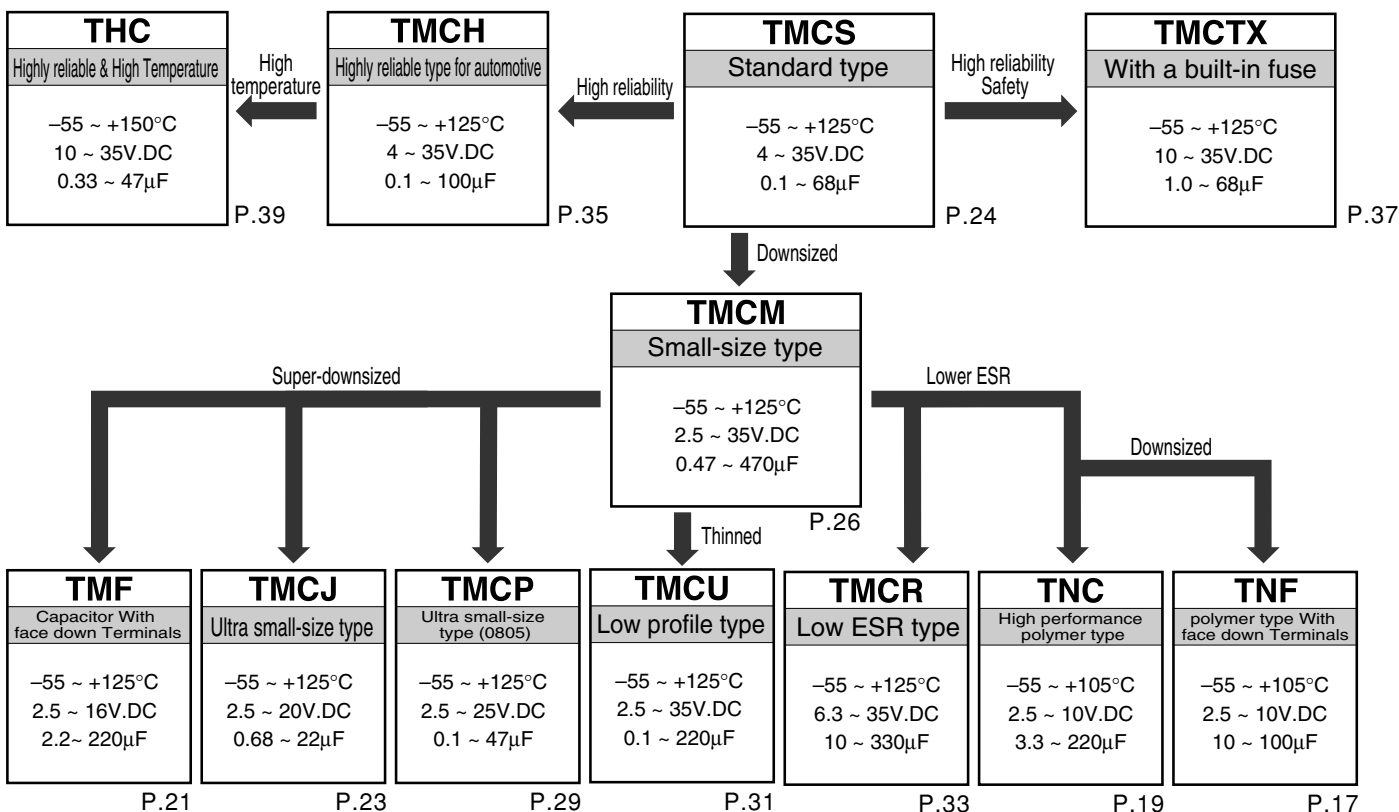 THC
Highly reliable & High Temperature
–55 ~ +150°C
10 ~ 35V.DC
0.33 ~ 47µF
P.39
High
temperature
TMCH
Highly reliable type for automotive
–55 ~ +125°C
4 ~ 35V.DC
0.1 ~ 100µF
P.35
High reliability
TMCS
Standard type
–55 ~ +125°C
4 ~ 35V.DC
0.1 ~ 68µF
P.24
High reliability
Safety
TMCTX
With a built-in fuse
–55 ~ +125°C
10 ~ 35V.DC
1.0 ~ 68µF
P.37
Downsized
TMCM
Small-size type
–55 ~ +125°C
2.5 ~ 35V.DC
0.47 ~ 470µF
P.26
Super-downsized
Lower ESR
Downsized
Thinned
TMF
Capacitor With
face down Terminals
–55 ~ +125°C
2.5 ~ 16V.DC
2.2~ 220µF
P.21
TMCJ
Ultra small-size type
–55 ~ +125°C
2.5 ~ 20V.DC
0.68 ~ 22µF
P.23
TMCP
Ultra small-size
type (0805)
–55 ~ +125°C
2.5 ~ 25V.DC
0.1 ~ 47µF
P.29
TMCU
Low profile type
–55 ~ +125°C
2.5 ~ 35V.DC
0.1 ~ 220µF
P.31
TMCR
Low ESR type
–55 ~ +125°C
6.3 ~ 35V.DC
10 ~ 330µF
P.33
TNC
High performance
polymer type
–55 ~ +105°C
2.5 ~ 10V.DC
3.3 ~ 220µF
P.19
TNF
polymer type With
face down Terminals
–55 ~ +105°C
2.5 ~ 10V.DC
10 ~ 100µF
P.17